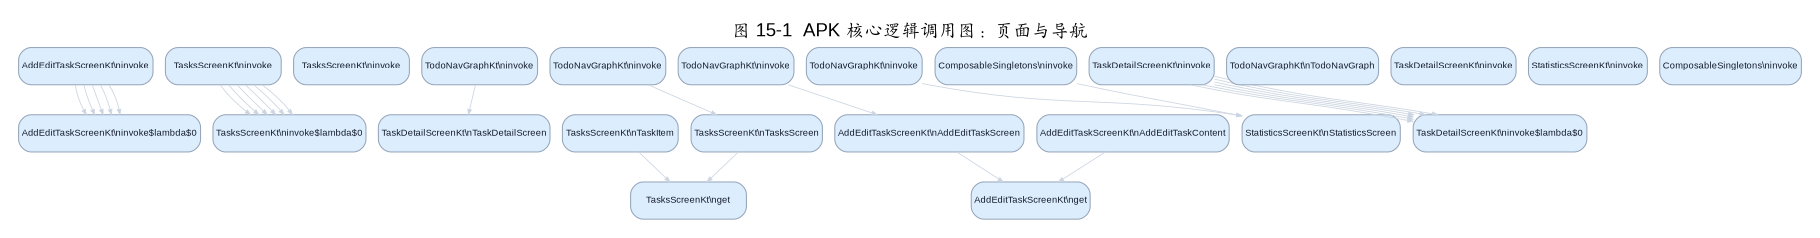 图 15-1  APK 核心逻辑调用图：页面与导航
AddEditTaskScreenKt\ninvoke
TasksScreenKt\ninvoke
TasksScreenKt\ninvoke
TodoNavGraphKt\ninvoke
TodoNavGraphKt\ninvoke
TodoNavGraphKt\ninvoke
TodoNavGraphKt\ninvoke
ComposableSingletons\ninvoke
TaskDetailScreenKt\ninvoke
TodoNavGraphKt\nTodoNavGraph
TaskDetailScreenKt\ninvoke
StatisticsScreenKt\ninvoke
ComposableSingletons\ninvoke
AddEditTaskScreenKt\ninvoke$lambda$0
TasksScreenKt\ninvoke$lambda$0
TaskDetailScreenKt\nTaskDetailScreen
TasksScreenKt\nTaskItem
TasksScreenKt\nTasksScreen
AddEditTaskScreenKt\nAddEditTaskScreen
AddEditTaskScreenKt\nAddEditTaskContent
StatisticsScreenKt\nStatisticsScreen
TaskDetailScreenKt\ninvoke$lambda$0
TasksScreenKt\nget
AddEditTaskScreenKt\nget